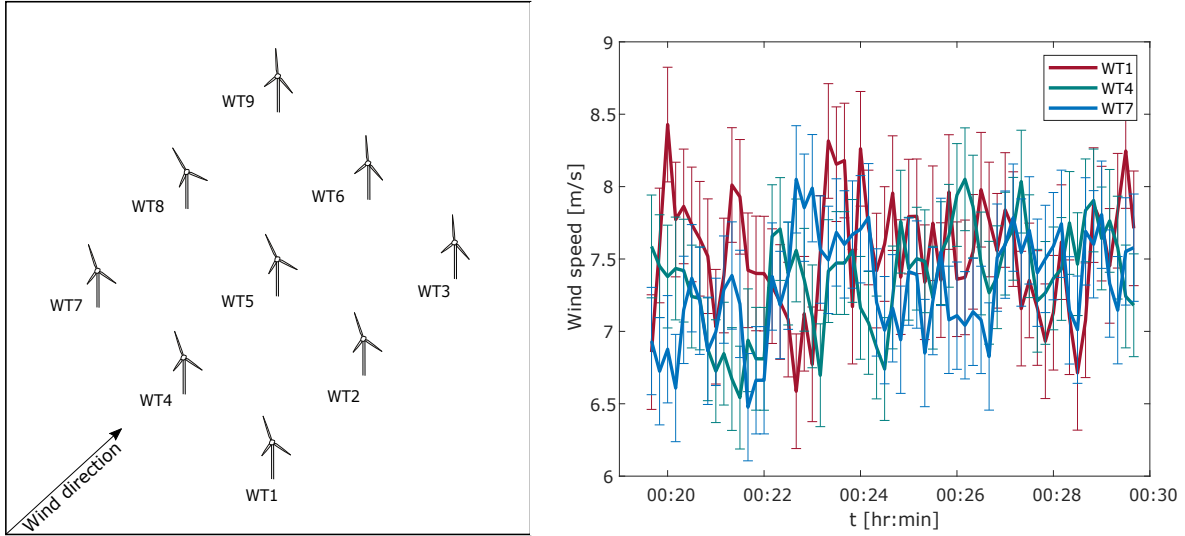 WT9
WT8
WT6
WT7
WT5
WT3
WT4
WT2
WT1
Wind direction
9
8.5
8
7.5
7
6.5
6
Wind speed [m/s]
WT1
WT4
WT7
00:20 00:22 00:24 00:26 00:28 00:30
t [hr:min]